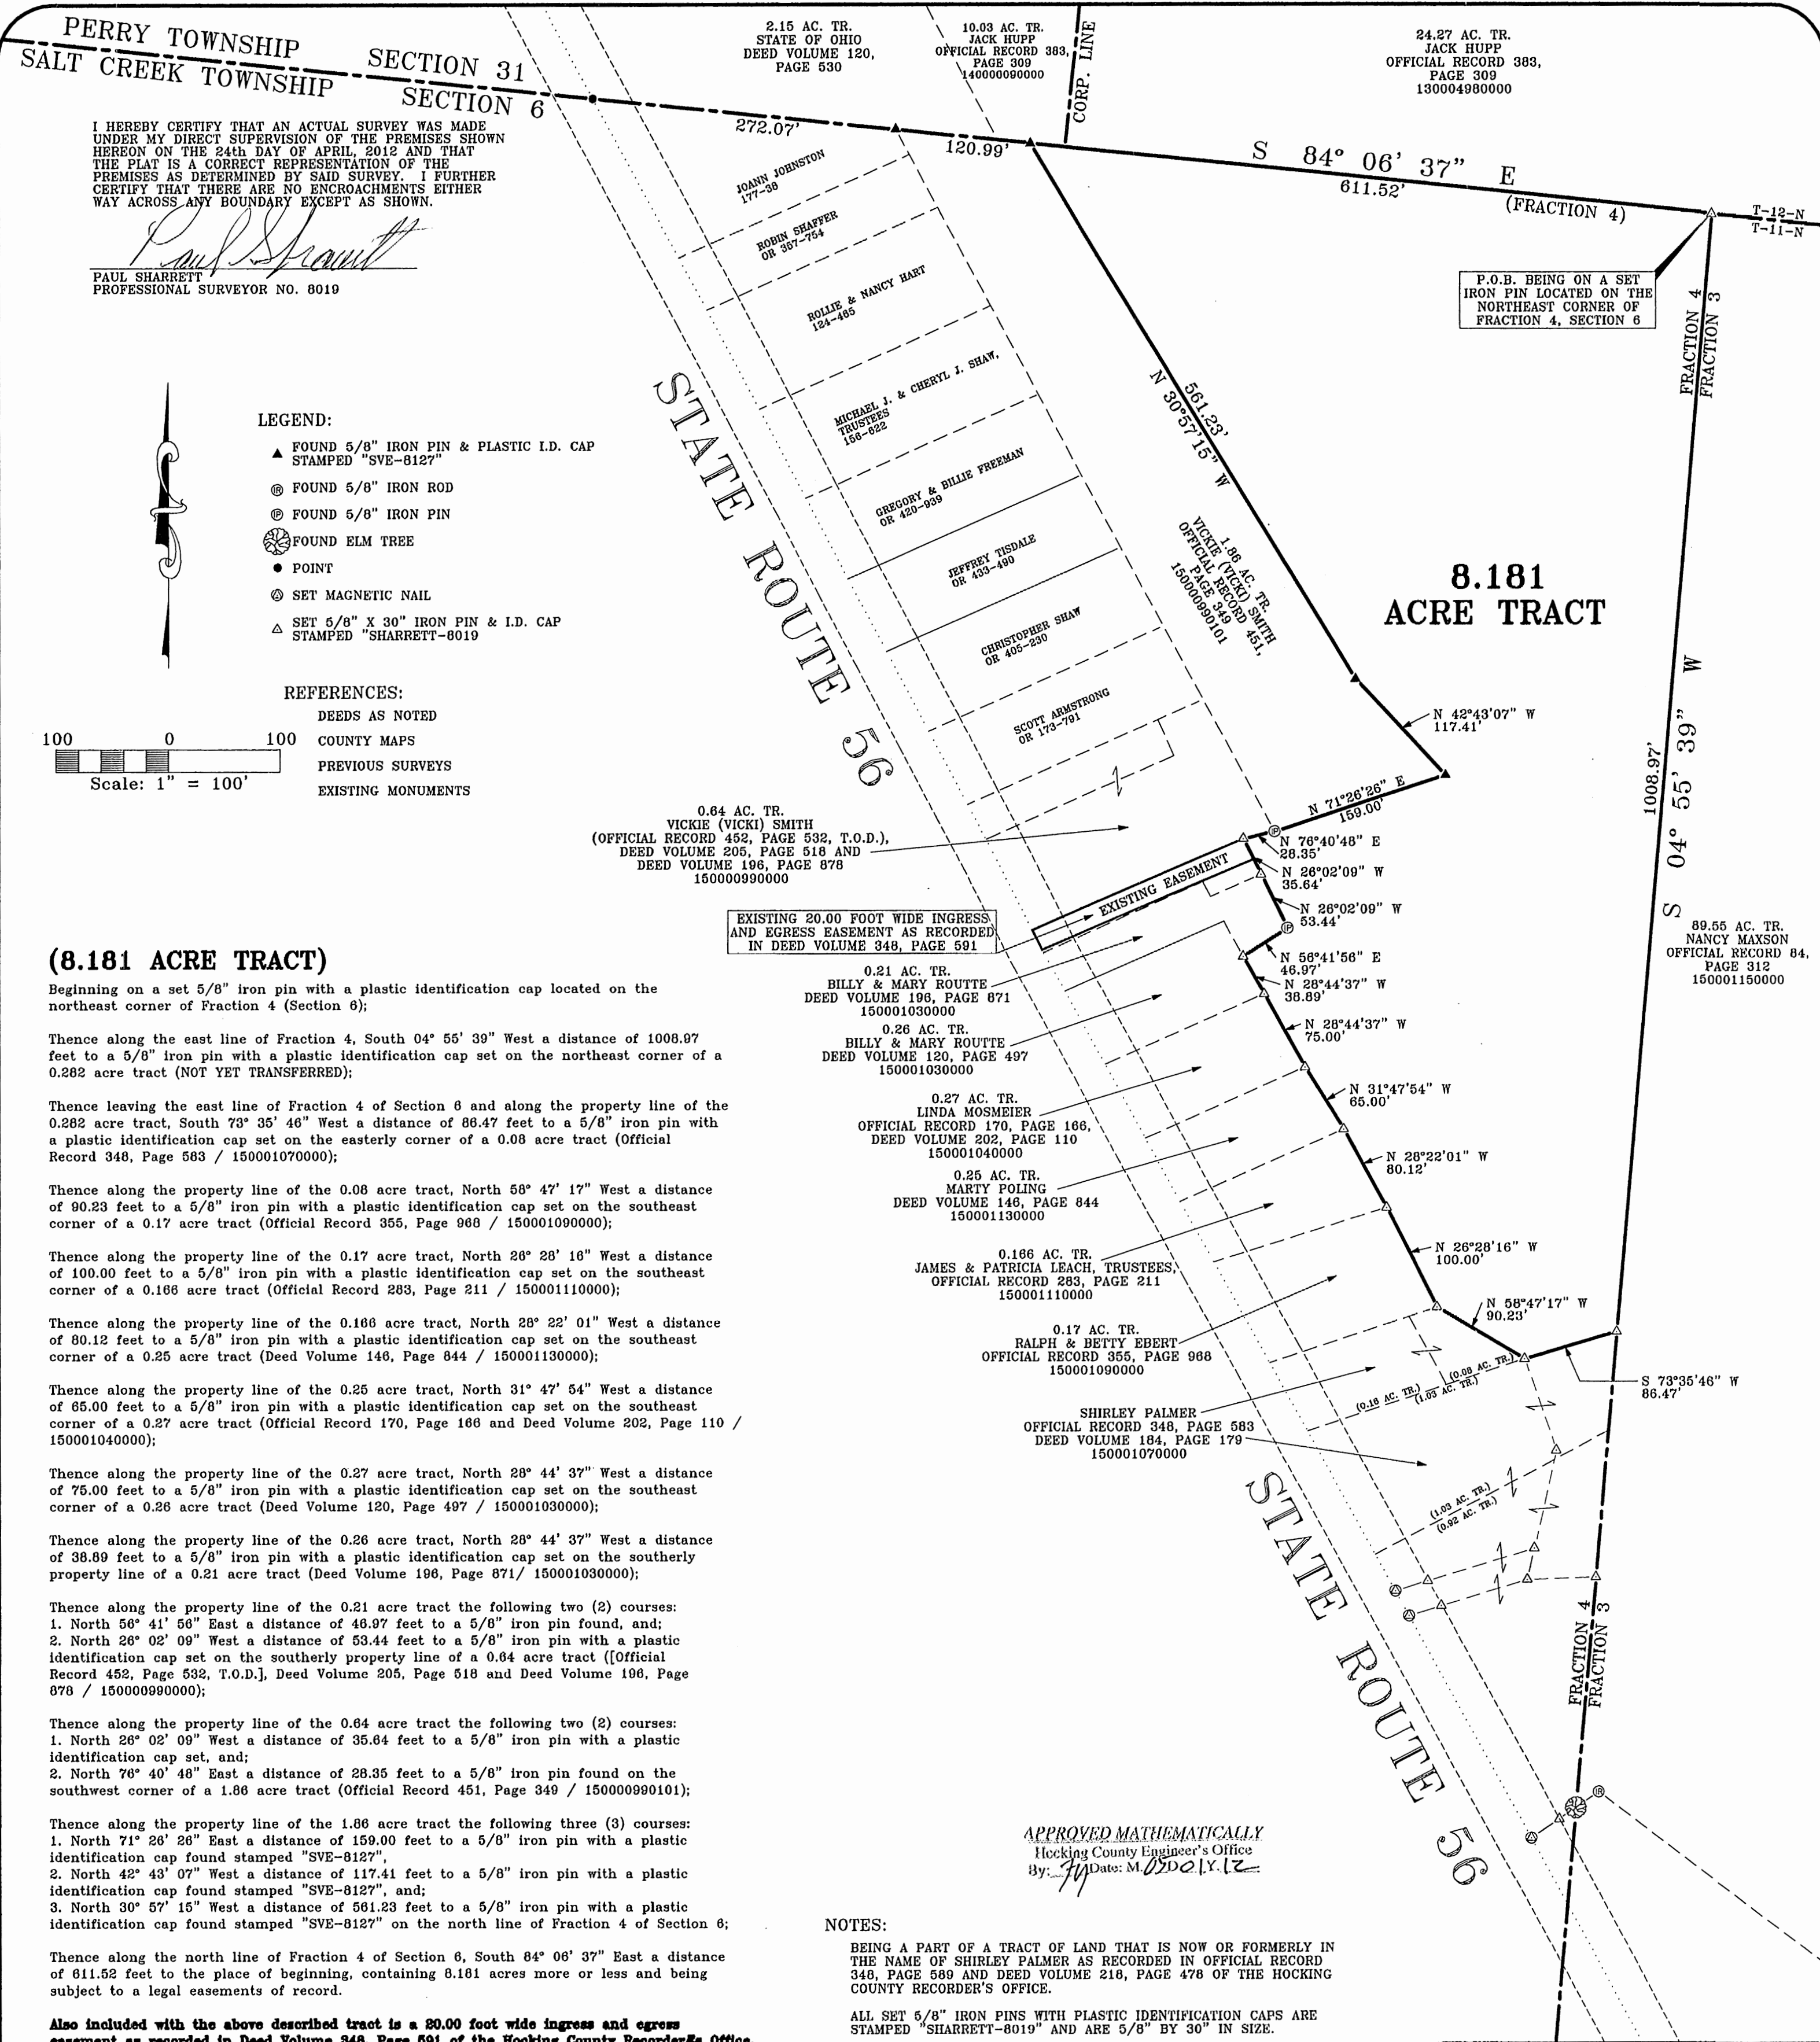 PERRY TOWNSHIP SECTION 31
SALT CREEK TOWNSHIP SECTION 6
2.15 AC. TR.
STATE OF OHIO
DEED VOLUME 120,
PAGE 530
10.03 AC. TR.
JACK HUPP
OFFICIAL RECORD 383,
PAGE 309
140000090000
CORP. LINE
24.27 AC. TR.
JACK HUPP
OFFICIAL RECORD 383,
PAGE 309
130004980000
272.07'
120.99'
S 84° 06' 37" E
611.52'
(FRACTION 4)
T-12-N
T-11-N
I HEREBY CERTIFY THAT AN ACTUAL SURVEY WAS MADE
UNDER MY DIRECT SUPERVISION OF THE PREMISES SHOWN
HEREON ON THE 24th DAY OF APRIL, 2012 AND THAT
THE PLAT IS A CORRECT REPRESENTATION OF THE
PREMISES AS DETERMINED BY SAID SURVEY. I FURTHER
CERTIFY THAT THERE ARE NO ENCROACHMENTS EITHER
WAY ACROSS ANY BOUNDARY EXCEPT AS SHOWN.
PAUL SHARRETT
PROFESSIONAL SURVEYOR NO. 8019
P.O.B. BEING ON A SET
IRON PIN LOCATED ON THE
NORTHEAST CORNER OF
FRACTION 4, SECTION 6
FRACTION 4
FRACTION 3
JOANN JOHNSTON
177-38
ROBIN SHAFFER
OR 387-754
ROLLIE & NANCY HART
124-485
MICHAEL J. & CHERYL J. SHAW,
TRUSTEES
156-622
GREGORY & BILLIE FREEMAN
OR 420-939
JEFFREY TISDALE
OR 433-490
CHRISTOPHER SHAW
OR 405-230
SCOTT ARMSTRONG
OR 173-791
STATE ROUTE 56
561.23'
N 30°57'15" W
1.86 AC. TR.
VICKIE (VICKI) SMITH
OFFICIAL RECORD 451,
PAGE 349
150000990101
8.181
ACRE TRACT
LEGEND:
FOUND 5/8" IRON PIN & PLASTIC I.D. CAP
STAMPED "SVE-8127"
IR FOUND 5/8" IRON ROD
IP FOUND 5/8" IRON PIN
FOUND ELM TREE
POINT
SET MAGNETIC NAIL
SET 5/8" X 30" IRON PIN & I.D. CAP
STAMPED "SHARRETT-8019
REFERENCES:
DEEDS AS NOTED
COUNTY MAPS
PREVIOUS SURVEYS
EXISTING MONUMENTS
100 0 100
Scale: 1" = 100'
N 42°43'07" W
117.41'
N 71°26'26" E
159.00'
IP
N 76°40'48" E
28.35'
N 26°02'09" W
35.64'
N 26°02'09" W
53.44'
IP
N 56°41'56" E
46.97'
N 28°44'37" W
38.89'
N 28°44'37" W
75.00'
N 31°47'54" W
65.00'
N 28°22'01" W
80.12'
N 26°28'16" W
100.00'
N 58°47'17" W
90.23'
S 73°35'46" W
86.47'
1008.97'
S 04° 55' 39" W
89.55 AC. TR.
NANCY MAXSON
OFFICIAL RECORD 84,
PAGE 312
150001150000
0.64 AC. TR.
VICKIE (VICKI) SMITH
(OFFICIAL RECORD 452, PAGE 532, T.O.D.),
DEED VOLUME 205, PAGE 518 AND
DEED VOLUME 196, PAGE 878
150000990000
EXISTING EASEMENT
EXISTING 20.00 FOOT WIDE INGRESS
AND EGRESS EASEMENT AS RECORDED
IN DEED VOLUME 348, PAGE 591
0.21 AC. TR.
BILLY & MARY ROUTTE
DEED VOLUME 196, PAGE 871
150001030000
0.26 AC. TR.
BILLY & MARY ROUTTE
DEED VOLUME 120, PAGE 497
150001030000
0.27 AC. TR.
LINDA MOSMEIER
OFFICIAL RECORD 170, PAGE 166,
DEED VOLUME 202, PAGE 110
150001040000
0.25 AC. TR.
MARTY POLING
DEED VOLUME 146, PAGE 844
150001130000
0.166 AC. TR.
JAMES & PATRICIA LEACH, TRUSTEES,
OFFICIAL RECORD 283, PAGE 211
150001110000
0.17 AC. TR.
RALPH & BETTY EBERT
OFFICIAL RECORD 355, PAGE 968
150001090000
SHIRLEY PALMER
OFFICIAL RECORD 348, PAGE 583
DEED VOLUME 184, PAGE 179
150001070000
(0.16 AC. TR.) (0.08 AC. TR.)
(1.03 AC. TR.)
(1.03 AC. TR.)
(0.92 AC. TR.)
STATE ROUTE 56
FRACTION 4
FRACTION 3
IR
(8.181 ACRE TRACT)
Beginning on a set 5/8" iron pin with a plastic identification cap located on the
northeast corner of Fraction 4 (Section 6);
Thence along the east line of Fraction 4, South 04° 55' 39" West a distance of 1008.97
feet to a 5/8" iron pin with a plastic identification cap set on the northeast corner of a
0.282 acre tract (NOT YET TRANSFERRED);
Thence leaving the east line of Fraction 4 of Section 6 and along the property line of the
0.282 acre tract, South 73° 35' 46" West a distance of 86.47 feet to a 5/8" iron pin with
a plastic identification cap set on the easterly corner of a 0.08 acre tract (Official
Record 348, Page 583 / 150001070000);
Thence along the property line of the 0.08 acre tract, North 58° 47' 17" West a distance
of 90.23 feet to a 5/8" iron pin with a plastic identification cap set on the southeast
corner of a 0.17 acre tract (Official Record 355, Page 968 / 150001090000);
Thence along the property line of the 0.17 acre tract, North 26° 28' 16" West a distance
of 100.00 feet to a 5/8" iron pin with a plastic identification cap set on the southeast
corner of a 0.166 acre tract (Official Record 283, Page 211 / 150001110000);
Thence along the property line of the 0.166 acre tract, North 28° 22' 01" West a distance
of 80.12 feet to a 5/8" iron pin with a plastic identification cap set on the southeast
corner of a 0.25 acre tract (Deed Volume 146, Page 844 / 150001130000);
Thence along the property line of the 0.25 acre tract, North 31° 47' 54" West a distance
of 65.00 feet to a 5/8" iron pin with a plastic identification cap set on the southeast
corner of a 0.27 acre tract (Official Record 170, Page 166 and Deed Volume 202, Page 110 /
150001040000);
Thence along the property line of the 0.27 acre tract, North 28° 44' 37" West a distance
of 75.00 feet to a 5/8" iron pin with a plastic identification cap set on the southeast
corner of a 0.26 acre tract (Deed Volume 120, Page 497 / 150001030000);
Thence along the property line of the 0.26 acre tract, North 28° 44' 37" West a distance
of 38.89 feet to a 5/8" iron pin with a plastic identification cap set on the southerly
property line of a 0.21 acre tract (Deed Volume 196, Page 871/ 150001030000);
Thence along the property line of the 0.21 acre tract the following two (2) courses:
1. North 56° 41' 56" East a distance of 46.97 feet to a 5/8" iron pin found, and;
2. North 26° 02' 09" West a distance of 53.44 feet to a 5/8" iron pin with a plastic
identification cap set on the southerly property line of a 0.64 acre tract ([Official
Record 452, Page 532, T.O.D.], Deed Volume 205, Page 518 and Deed Volume 196, Page
878 / 150000990000);
Thence along the property line of the 0.64 acre tract the following two (2) courses:
1. North 26° 02' 09" West a distance of 35.64 feet to a 5/8" iron pin with a plastic
identification cap set, and;
2. North 76° 40' 48" East a distance of 28.35 feet to a 5/8" iron pin found on the
southwest corner of a 1.86 acre tract (Official Record 451, Page 349 / 150000990101);
Thence along the property line of the 1.86 acre tract the following three (3) courses:
1. North 71° 26' 26" East a distance of 159.00 feet to a 5/8" iron pin with a plastic
identification cap found stamped "SVE-8127",
2. North 42° 43' 07" West a distance of 117.41 feet to a 5/8" iron pin with a plastic
identification cap found stamped "SVE-8127", and;
3. North 30° 57' 15" West a distance of 561.23 feet to a 5/8" iron pin with a plastic
identification cap found stamped "SVE-8127" on the north line of Fraction 4 of Section 6;
Thence along the north line of Fraction 4 of Section 6, South 84° 06' 37" East a distance
of 611.52 feet to the place of beginning, containing 8.181 acres more or less and being
subject to a legal easements of record.
Also included with the above described tract is a 20.00 foot wide ingress and egress
easement as recorded in Deed Volume 348, Page 591 of the Hocking County Recorder's Office
APPROVED MATHEMATICALLY
Hocking County Engineer's Office
By: Date: M. 05 D 01 Y. 12
NOTES:
BEING A PART OF A TRACT OF LAND THAT IS NOW OR FORMERLY IN
THE NAME OF SHIRLEY PALMER AS RECORDED IN OFFICIAL RECORD
348, PAGE 589 AND DEED VOLUME 218, PAGE 478 OF THE HOCKING
COUNTY RECORDER'S OFFICE.
ALL SET 5/8" IRON PINS WITH PLASTIC IDENTIFICATION CAPS ARE
STAMPED "SHARRETT-8019" AND ARE 5/8" BY 30" IN SIZE.